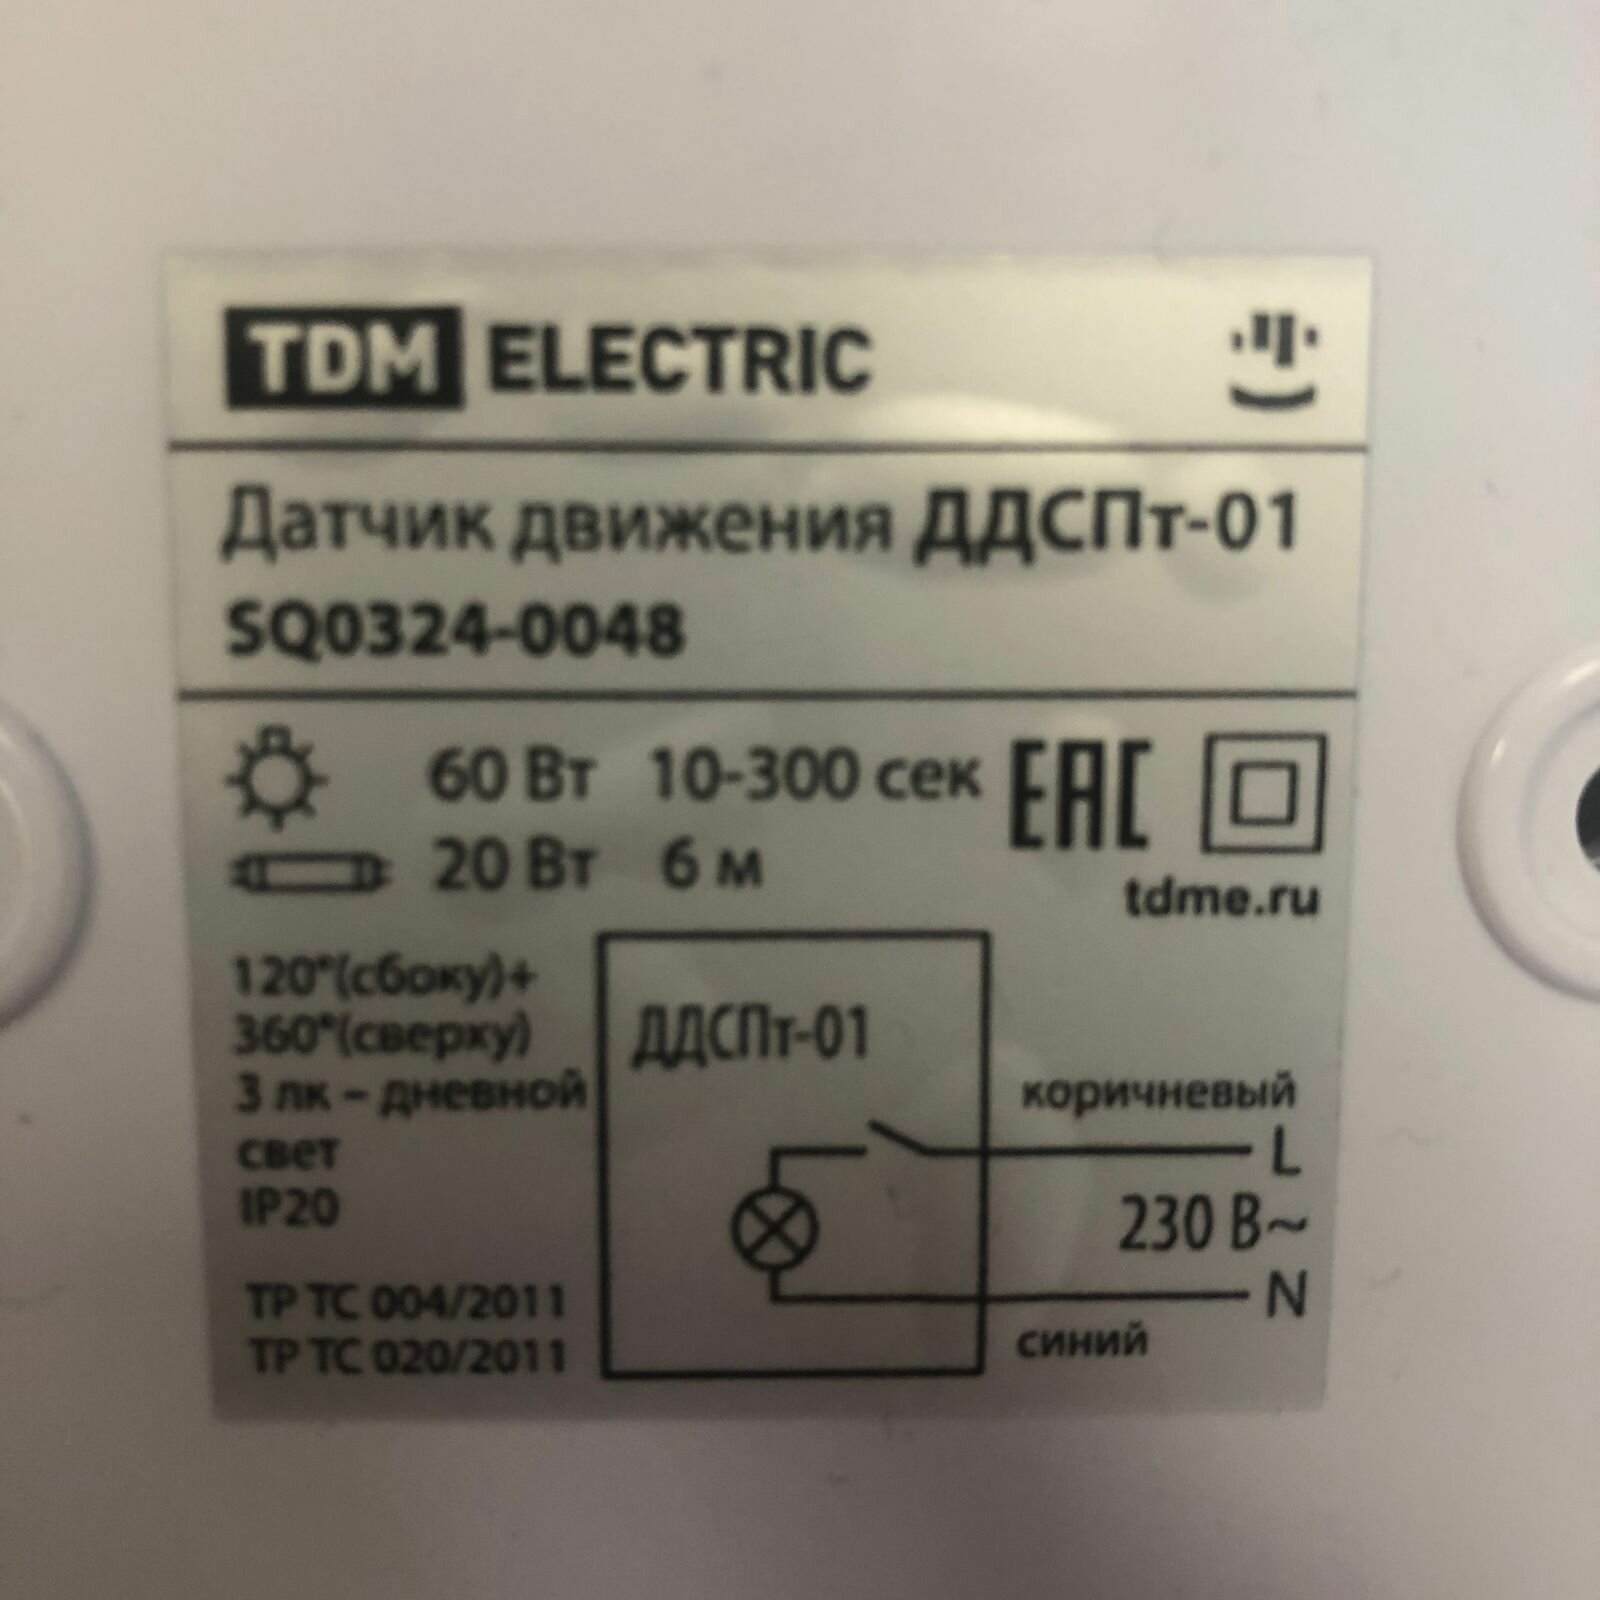 TDM ELECTRIC
Датчик движения ДДСПт-01
SQ0324-0048
60 Вт 10-300 сек EAC
20 Вт 6 м
tdme.ru
120°(сбоку)+
360°(сверху)
3 лк – дневной
свет
IP20
ТР ТС 004/2011
ТР ТС 020/2011
ДДСПт-01
коричневый
L
230 В~
N
синий